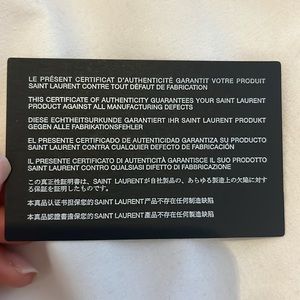 LE PRÉSENT CERTIFICAT D'AUTHENTICITÉ GARANTIT VOTRE PRODUIT
SAINT LAURENT CONTRE TOUT DÉFAUT DE FABRICATION
THIS CERTIFICATE OF AUTHENTICITY GUARANTEES YOUR SAINT LAURENT
PRODUCT AGAINST ALL MANUFACTURING DEFECTS
DIESE ECHTHEITSURKUNDE GARANTIERT IHR SAINT LAURENT PRODUKT
GEGEN ALLE FABRIKATIONSFEHLER
EL PRESENTE CERTIFICADO DE AUTENTICIDAD GARANTIZA SU PRODUCTO
SAINT LAURENT CONTRA CUALQUIER DEFECTO DE FABRICACIÓN
IL PRESENTE CERTIFICATO DI AUTENTICITÀ GARANTISCE IL SUO PRODOTTO
SAINT LAURENT CONTRO QUALSIASI DIFETTO DI FABBRICAZIONE
この真正性証明書は、SAINT LAURENTが自社製品の、あらゆる製造上の欠陥に対す
る保証を証明したものです。
本真品认证书担保您的SAINT LAURENT产品不存在任何制造缺陷
本真品認證書擔保您的SAINT LAURENT產品不存在任何製造缺陷